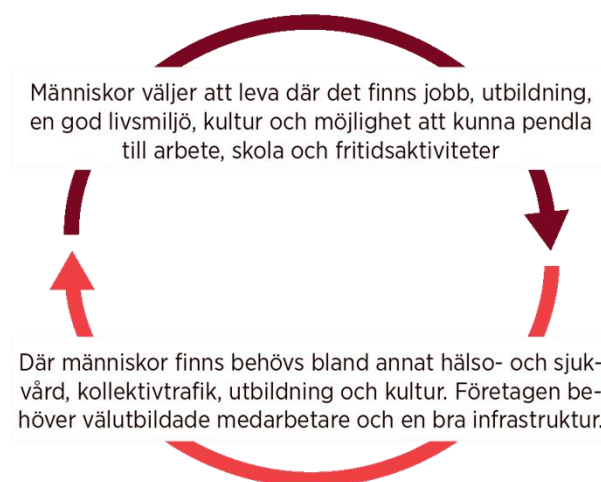 Människor väljer att leva där det finns jobb, utbildning,
en god livsmiljö, kultur och möjlighet att kunna pendla
till arbete, skola och fritidsaktiviteter
Där människor finns behövs bland annat hälso- och sjuk-
vård, kollektivtrafik, utbildning och kultur. Företagen be-
höver välutbildade medarbetare och en bra infrastruktur.